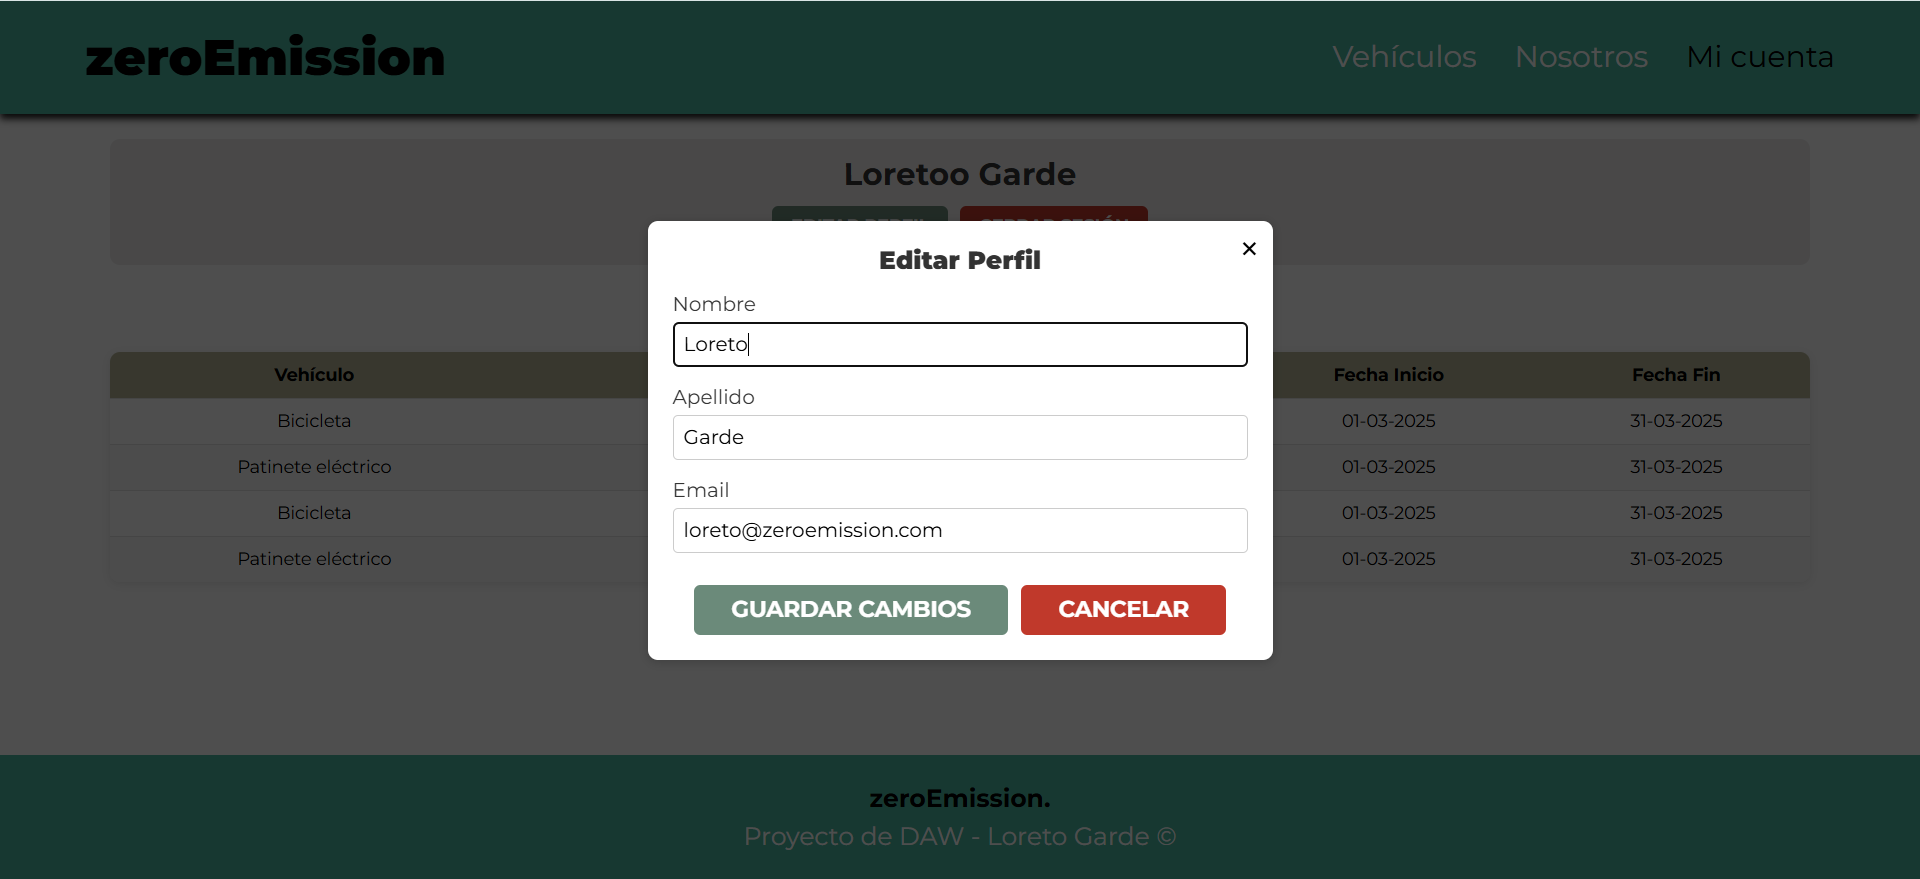 zeroEmission
Vehículos Nosotros Mi cuenta
Loretoo Garde
Editar Perfil ×
Nombre
Loreto
Apellido
Garde
Email
loreto@zeroemission.com
GUARDAR CAMBIOS CANCELAR
Vehículo Fecha Inicio Fecha Fin
Bicicleta 01-03-2025 31-03-2025
Patinete eléctrico 01-03-2025 31-03-2025
Bicicleta 01-03-2025 31-03-2025
Patinete eléctrico 01-03-2025 31-03-2025
zeroEmission.
Proyecto de DAW - Loreto Garde ©